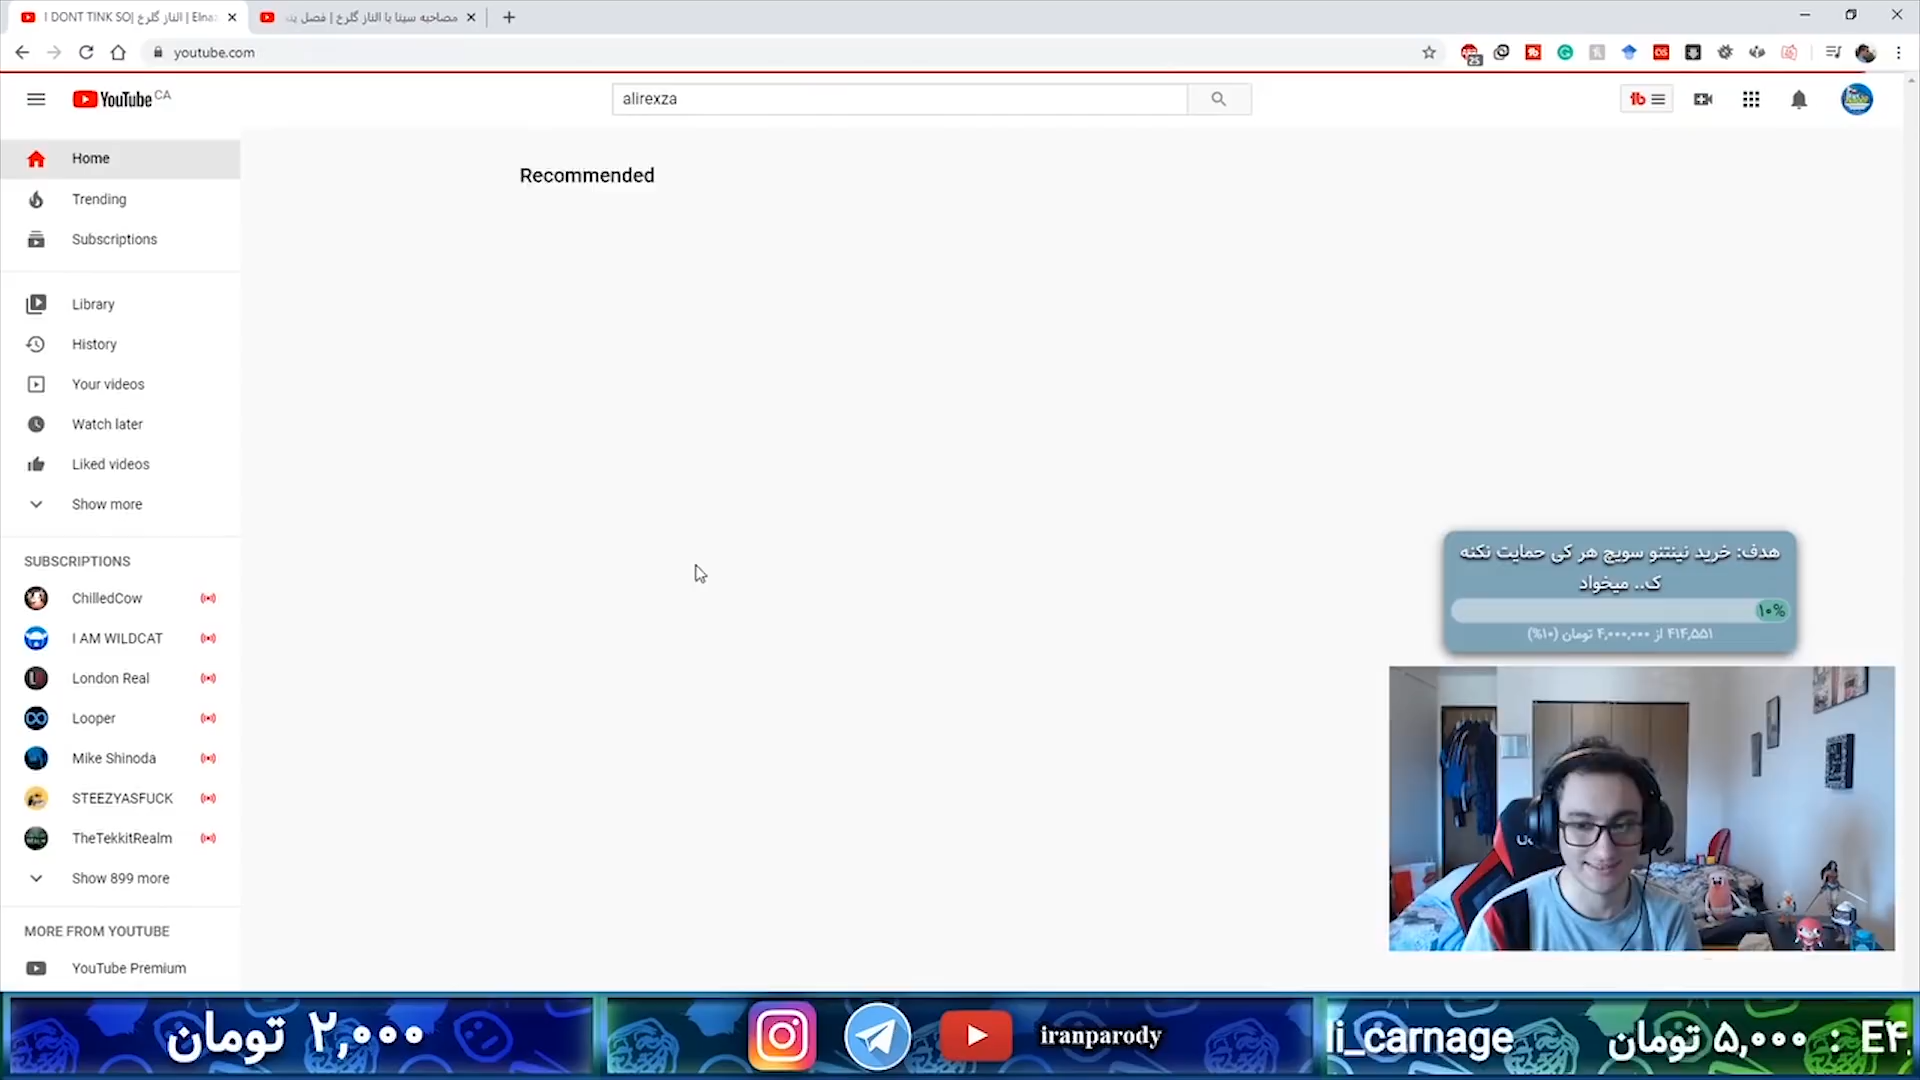 I DONT TINK SO| الناز گلرخ | Elna
مصاحبه سینا با الناز گلرخ | فصل
youtube.com
25
YouTube CA
alirexza
Home
Recommended
Trending
Subscriptions
Library
History
Your videos
Watch later
Liked videos
Show more
SUBSCRIPTIONS
ChilledCow
I AM WILDCAT
London Real
Looper
Mike Shinoda
STEEZYASFUCK
TheTekkitRealm
Show 899 more
MORE FROM YOUTUBE
YouTube Premium
هدف: خرید نینتنو سویچ هر کی حمایت نکنه
ک.. میخواد
۱۰%
۴۱۴,۵۵۱ از ۴,۰۰۰,۰۰۰ تومان (۱۰%)
۲,۰۰۰ تومان
iranparody
li_carnage
۵,۰۰۰ تومان : E۴